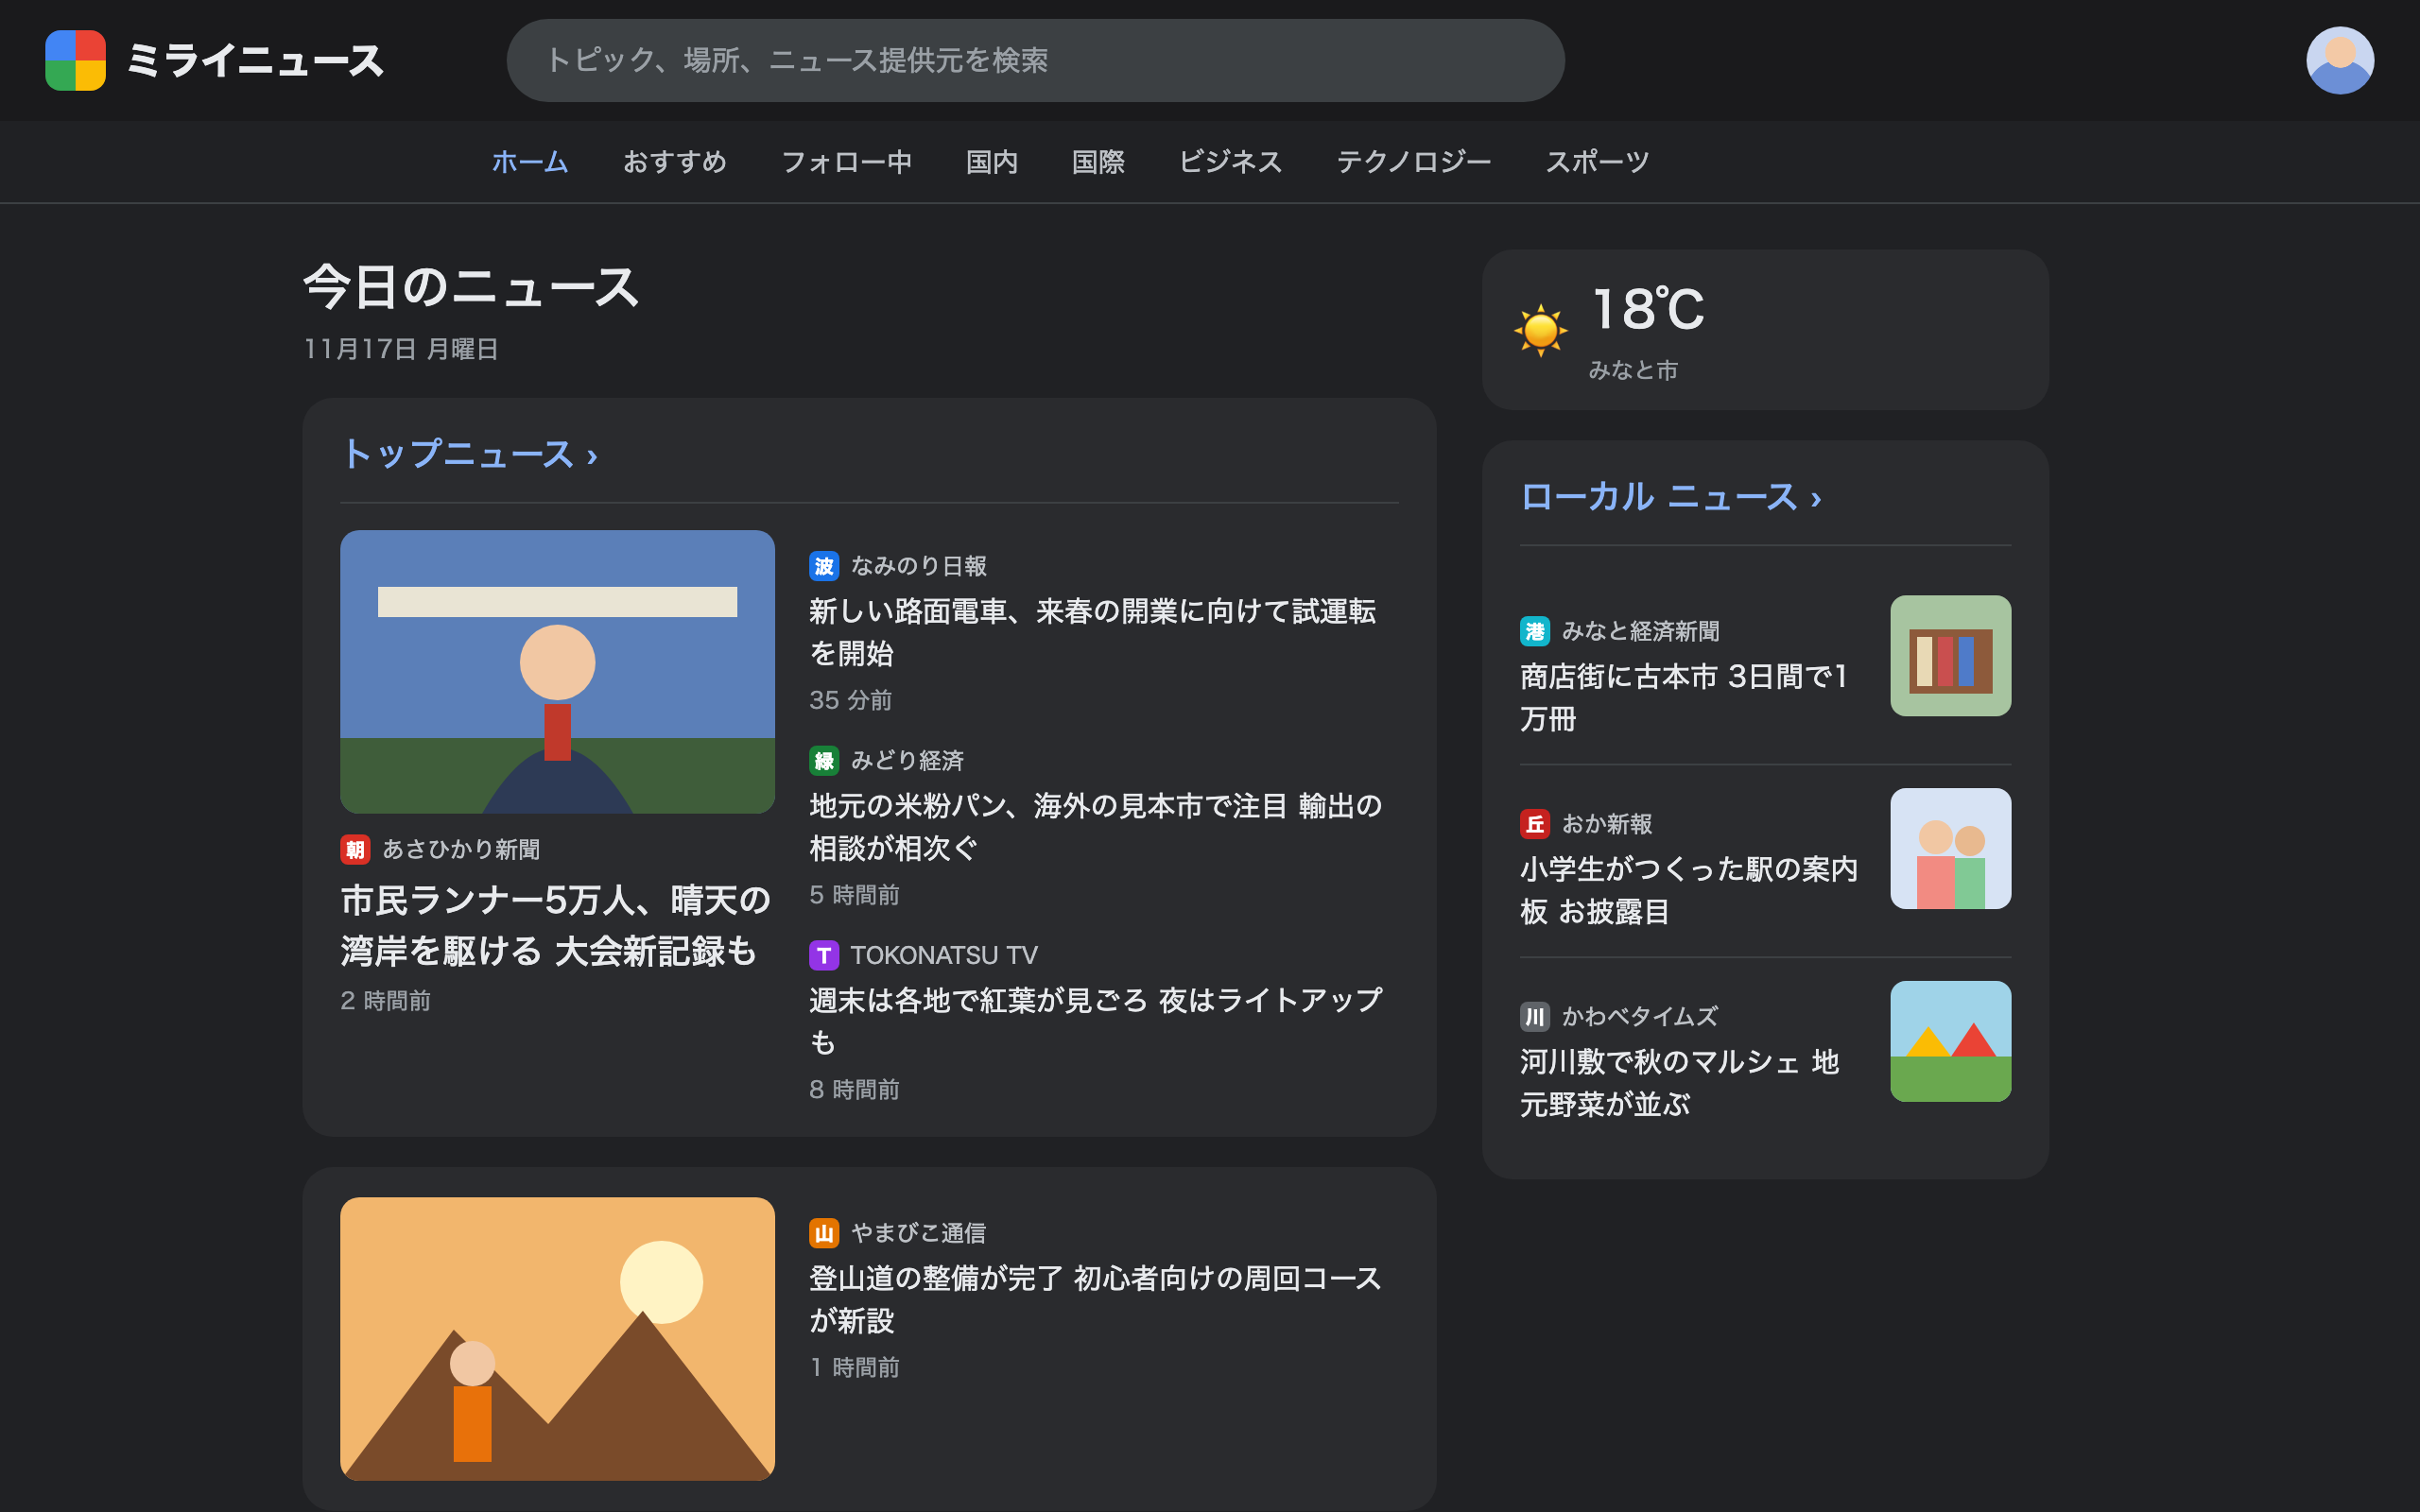 ミライニュース
トピック、場所、ニュース提供元を検索
ホーム おすすめ フォロー中 国内 国際 ビジネス テクノロジー スポーツ
今日のニュース
11月17日 月曜日
トップニュース ›
朝 あさひかり新聞
市民ランナー5万人、晴天の
湾岸を駆ける 大会新記録も
2 時間前
波 なみのり日報
新しい路面電車、来春の開業に向けて試運転
を開始
35 分前
緑 みどり経済
地元の米粉パン、海外の見本市で注目 輸出の
相談が相次ぐ
5 時間前
T TOKONATSU TV
週末は各地で紅葉が見ごろ 夜はライトアップ
も
8 時間前
山 やまびこ通信
登山道の整備が完了 初心者向けの周回コース
が新設
1 時間前
18℃
みなと市
ローカル ニュース ›
港 みなと経済新聞
商店街に古本市 3日間で1
万冊
丘 おか新報
小学生がつくった駅の案内
板 お披露目
川 かわべタイムズ
河川敷で秋のマルシェ 地
元野菜が並ぶ